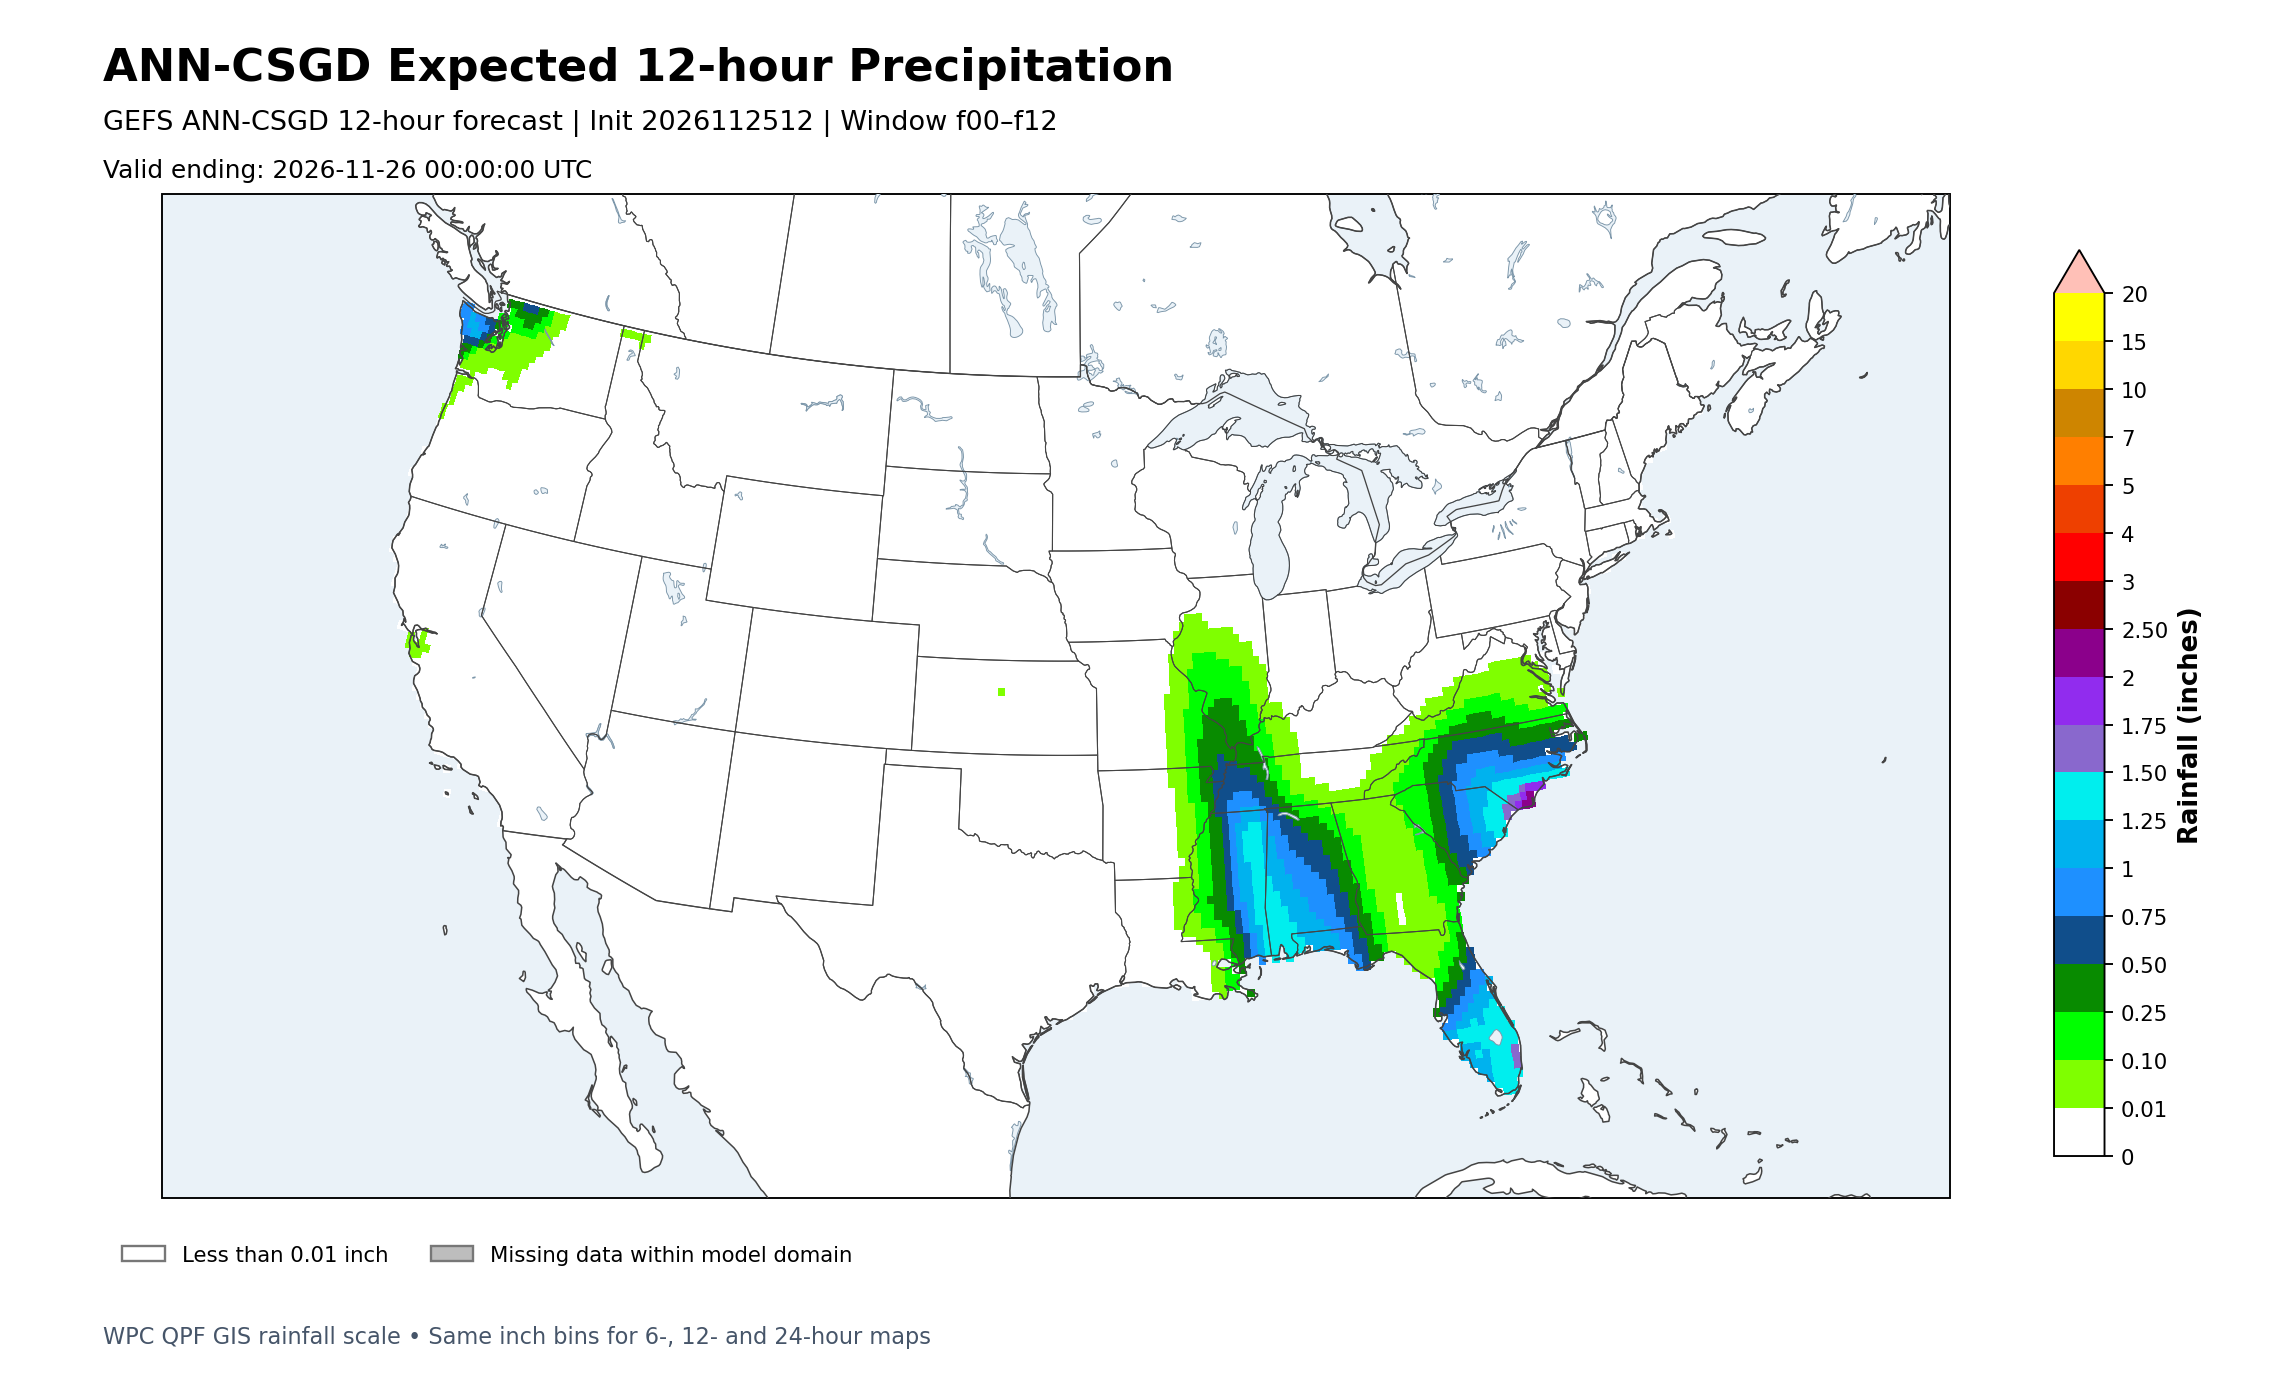 ANN-CSGD Expected 12-hour Precipitation
GEFS ANN-CSGD 12-hour forecast | Init 2026112512 | Window f00–f12
Valid ending: 2026-11-26 00:00:00 UTC
20
15
10
7
5
4
3
2.50
2
1.75
1.50
1.25
1
0.75
0.50
0.25
0.10
0.01
0
Rainfall (inches)
Less than 0.01 inch
Missing data within model domain
WPC QPF GIS rainfall scale • Same inch bins for 6-, 12- and 24-hour maps